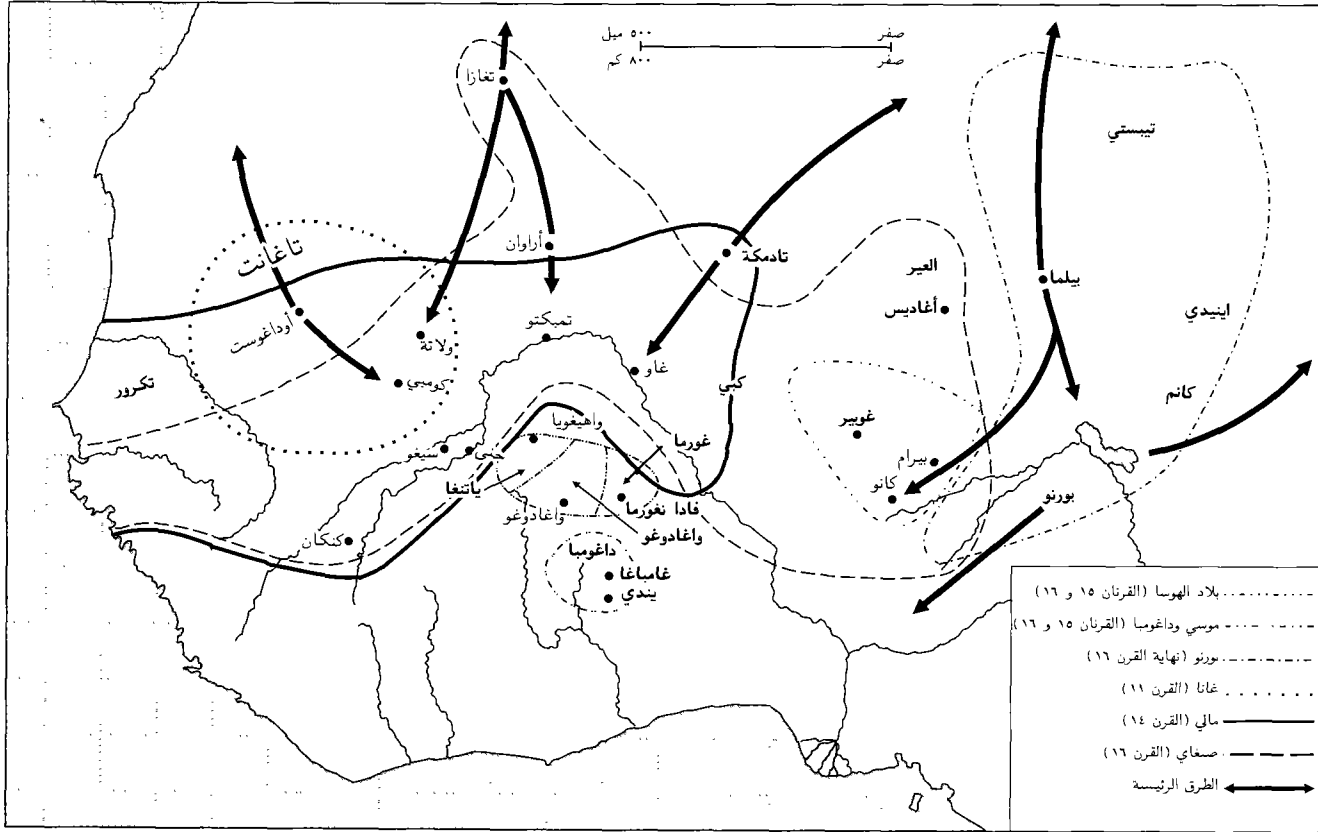 صفر ٥٠٠ ميل
صفر ٨٠٠ كم
تغازا
تيبستي
تاغانت
أراوان
تادمكة
العير
بيلما
أغاديس
اينيدي
أوداغوست
ولاتة
تمبكتو
غاو
كومبي
تكرور
كبي
كانم
غوبير
واهيغويا
غورما
سيغو
جنى
بيرام
كانو
ياتنغا
واغادوغو
فادا نغورما
واغادوغو
بورنو
كنكان
داغومبا
غامباغا
يندي
بلاد الهوسا (القرنان ١٥ و ١٦)
موسي وداغومبا (القرنان ١٥ و ١٦)
بورنو (نهاية القرن ١٦)
غانا (القرن ١١)
مالي (القرن ١٤)
صنغاي (القرن ١٦)
الطرق الرئيسة